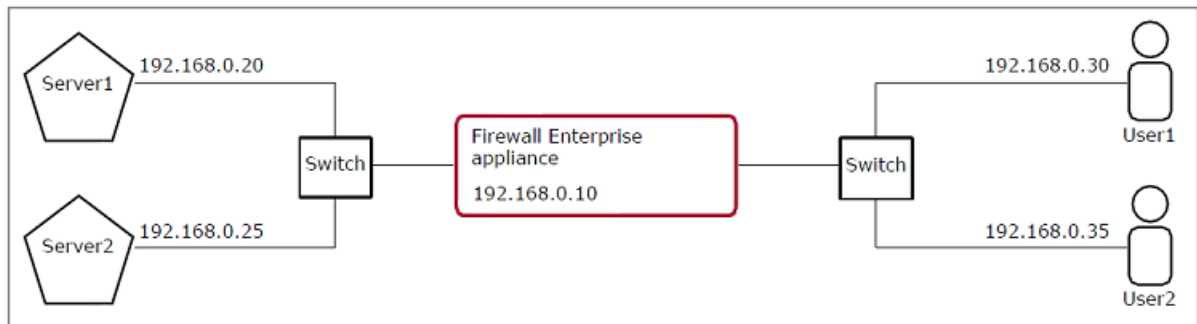 Server1
192.168.0.20
Switch
Server2
192.168.0.25
Firewall Enterprise
appliance
192.168.0.10
Switch
192.168.0.30
User1
192.168.0.35
User2